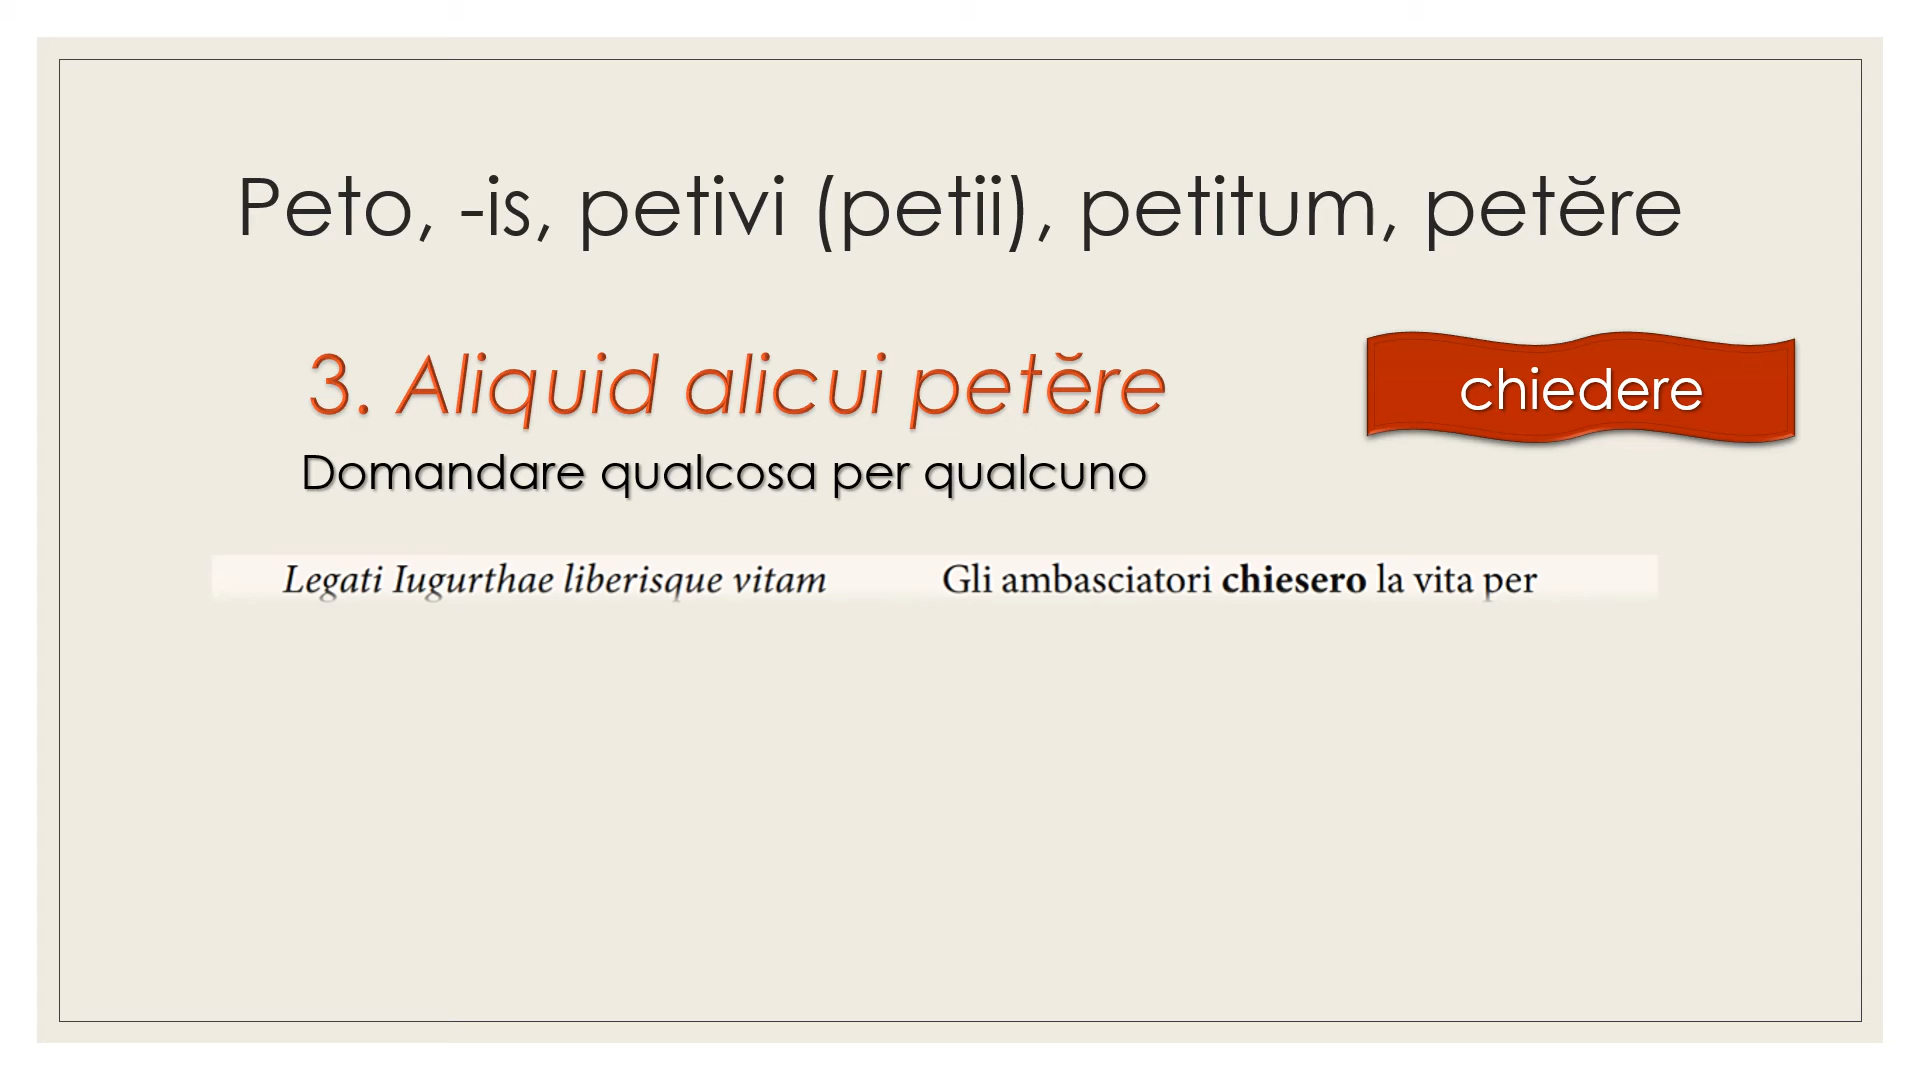 Peto, -is, petivi (petii), petitum, petĕre
3. Aliquid alicui petĕre
chiedere
Domandare qualcosa per qualcuno
Legati Iugurthae liberisque vitam
Gli ambasciatori chiesero la vita per